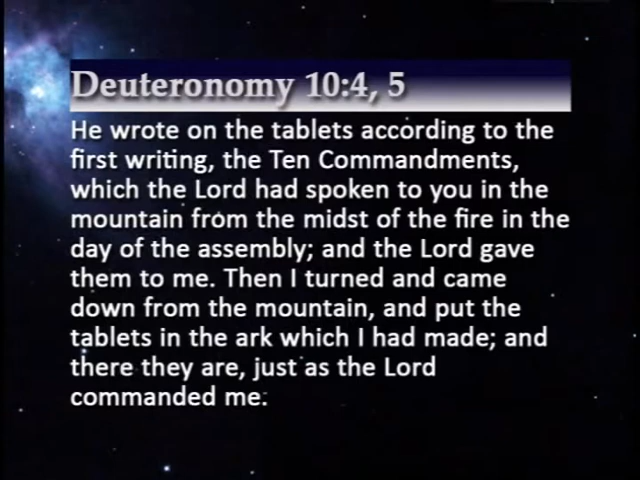 Deuteronomy 10:4, 5
He wrote on the tablets according to the
first writing, the Ten Commandments,
which the Lord had spoken to you in the
mountain from the midst of the fire in the
day of the assembly; and the Lord gave
them to me. Then I turned and came
down from the mountain, and put the
tablets in the ark which I had made; and
there they are, just as the Lord
commanded me.